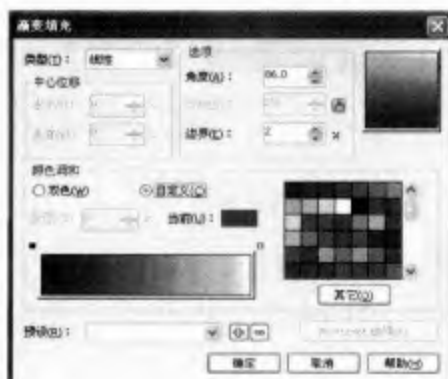 渐变填充
类型(T): 线性
选项
角度(A): 86.0
中心位移
边界(E): 2 %
颜色调和
双色(W) 自定义(C)
当前(U):
其它(O)
预设(R):
确定 取消 帮助(H)